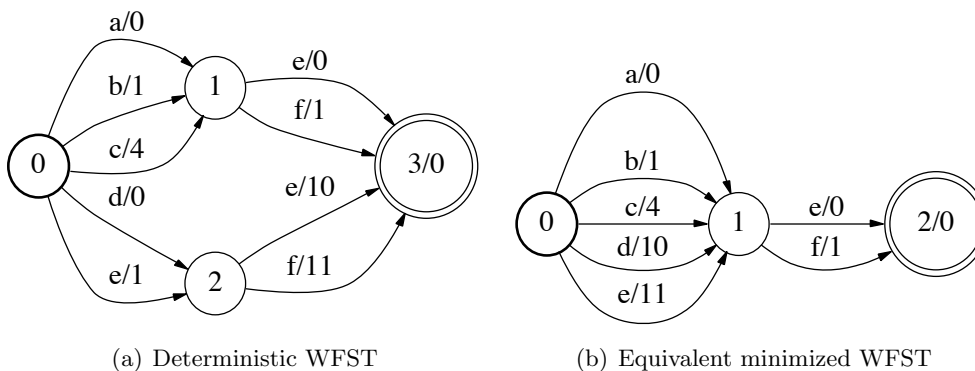 a/0
b/1
c/4
d/0
e/1
0
1
2
e/0
f/1
e/10
f/11
3/0
(a) Deterministic WFST
a/0
b/1
c/4
d/10
e/11
0
1
e/0
f/1
2/0
(b) Equivalent minimized WFST